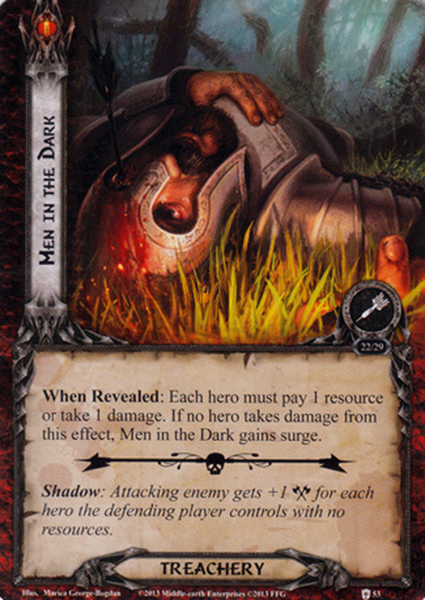 MEN IN THE DARK
22/29
When Revealed: Each hero must pay 1 resource
or take 1 damage. If no hero takes damage from
this effect, Men in the Dark gains surge.
Shadow: Attacking enemy gets +1 for each
hero the defending player controls with no
resources.
TREACHERY
Illus. Marica George-Bogdan ©2013 Middle-earth Enterprises ©2013 FFG 53